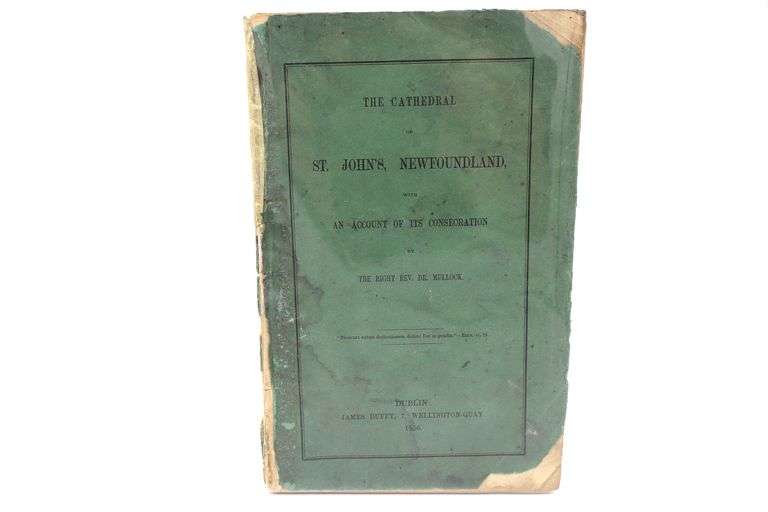 THE CATHEDRAL
OF
ST. JOHN'S, NEWFOUNDLAND,
WITH
AN ACCOUNT OF ITS CONSECRATION
BY
THE RIGHT REV. DR. MULLOCK.
DUBLIN
JAMES DUFFY, 7, WELLINGTON-QUAY
1856.